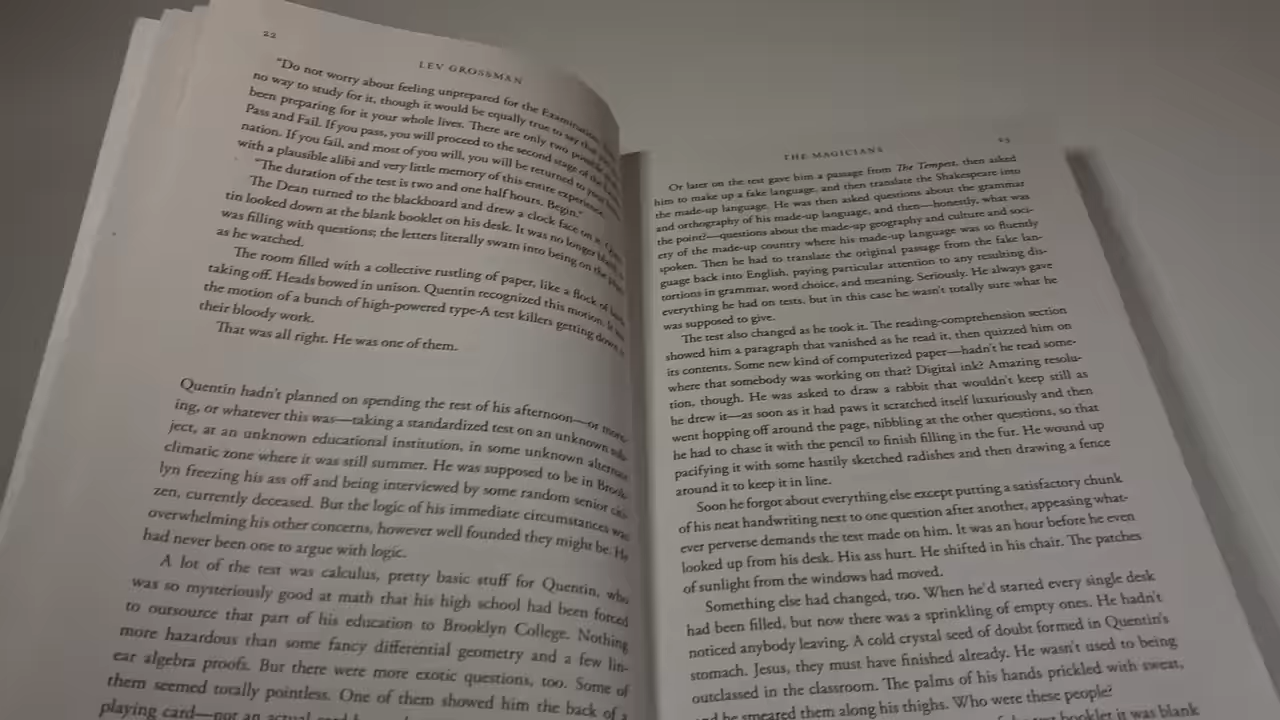 22
LEV GROSSMAN
"Do not worry about feeling unprepared for the Examination.
no way to study for it, though it would be equally true to say that
been preparing for it your whole lives. There are only two possible
Pass and Fail. If you pass, you will proceed to the second stage of the
nation. If you fail, and most of you will, you will be returned to your
with a plausible alibi and very little memory of this entire experience.
"The duration of the test is two and one half hours. Begin."
The Dean turned to the blackboard and drew a clock face on it.
tin looked down at the blank booklet on his desk. It was no longer
was filling with questions; the letters literally swam into being on the
as he watched.
The room filled with a collective rustling of paper, like a flock of
taking off. Heads bowed in unison. Quentin recognized this motion. It
the motion of a bunch of high-powered type-A test killers getting down
their bloody work.
That was all right. He was one of them.
Quentin hadn't planned on spending the rest of his afternoon—or
ing, or whatever this was—taking a standardized test on an unknown
ject, at an unknown educational institution, in some unknown
climatic zone where it was still summer. He was supposed to be in Brook-
lyn freezing his ass off and being interviewed by some random senior citi-
zen, currently deceased. But the logic of his immediate circumstances was
overwhelming his other concerns, however well founded they might be. He
had never been one to argue with logic.
A lot of the test was calculus, pretty basic stuff for Quentin, who
was so mysteriously good at math that his high school had been forced
to outsource that part of his education to Brooklyn College. Nothing
more hazardous than some fancy differential geometry and a few lin-
ear algebra proofs. But there were more exotic questions, too. Some of
them seemed totally pointless. One of them showed him the back of a
playing card—not an actual
THE MAGICIANS
23
Or later on the test gave him a passage from The Tempest, then asked
him to make up a fake language, and then translate the Shakespeare into
the made-up language. He was then asked questions about the grammar
and orthography of his made-up language, and then—honestly, what was
the point?—questions about the made-up geography and culture and soci-
ety of the made-up country where his made-up language was so fluently
spoken. Then he had to translate the original passage from the fake lan-
guage back into English, paying particular attention to any resulting dis-
tortions in grammar, word choice, and meaning. Seriously. He always gave
everything he had on tests, but in this case he wasn't totally sure what he
was supposed to give.
The test also changed as he took it. The reading-comprehension section
showed him a paragraph that vanished as he read it, then quizzed him on
its contents. Some new kind of computerized paper—hadn't he read some-
where that somebody was working on that? Digital ink? Amazing resolu-
tion, though. He was asked to draw a rabbit that wouldn't keep still as
he drew it—as soon as it had paws it scratched itself luxuriously and then
went hopping off around the page, nibbling at the other questions, so that
he had to chase it with the pencil to finish filling in the fur. He wound up
pacifying it with some hastily sketched radishes and then drawing a fence
around it to keep it in line.
Soon he forgot about everything else except putting a satisfactory chunk
of his neat handwriting next to one question after another, appeasing what-
ever perverse demands the test made on him. It was an hour before he even
looked up from his desk. His ass hurt. He shifted in his chair. The patches
of sunlight from the windows had moved.
Something else had changed, too. When he'd started every single desk
had been filled, but now there was a sprinkling of empty ones. He hadn't
noticed anybody leaving. A cold crystal seed of doubt formed in Quentin's
stomach. Jesus, they must have finished already. He wasn't used to being
outclassed in the classroom. The palms of his hands prickled with sweat,
and he smeared them along his thighs. Who were these people?
test booklet it was blank